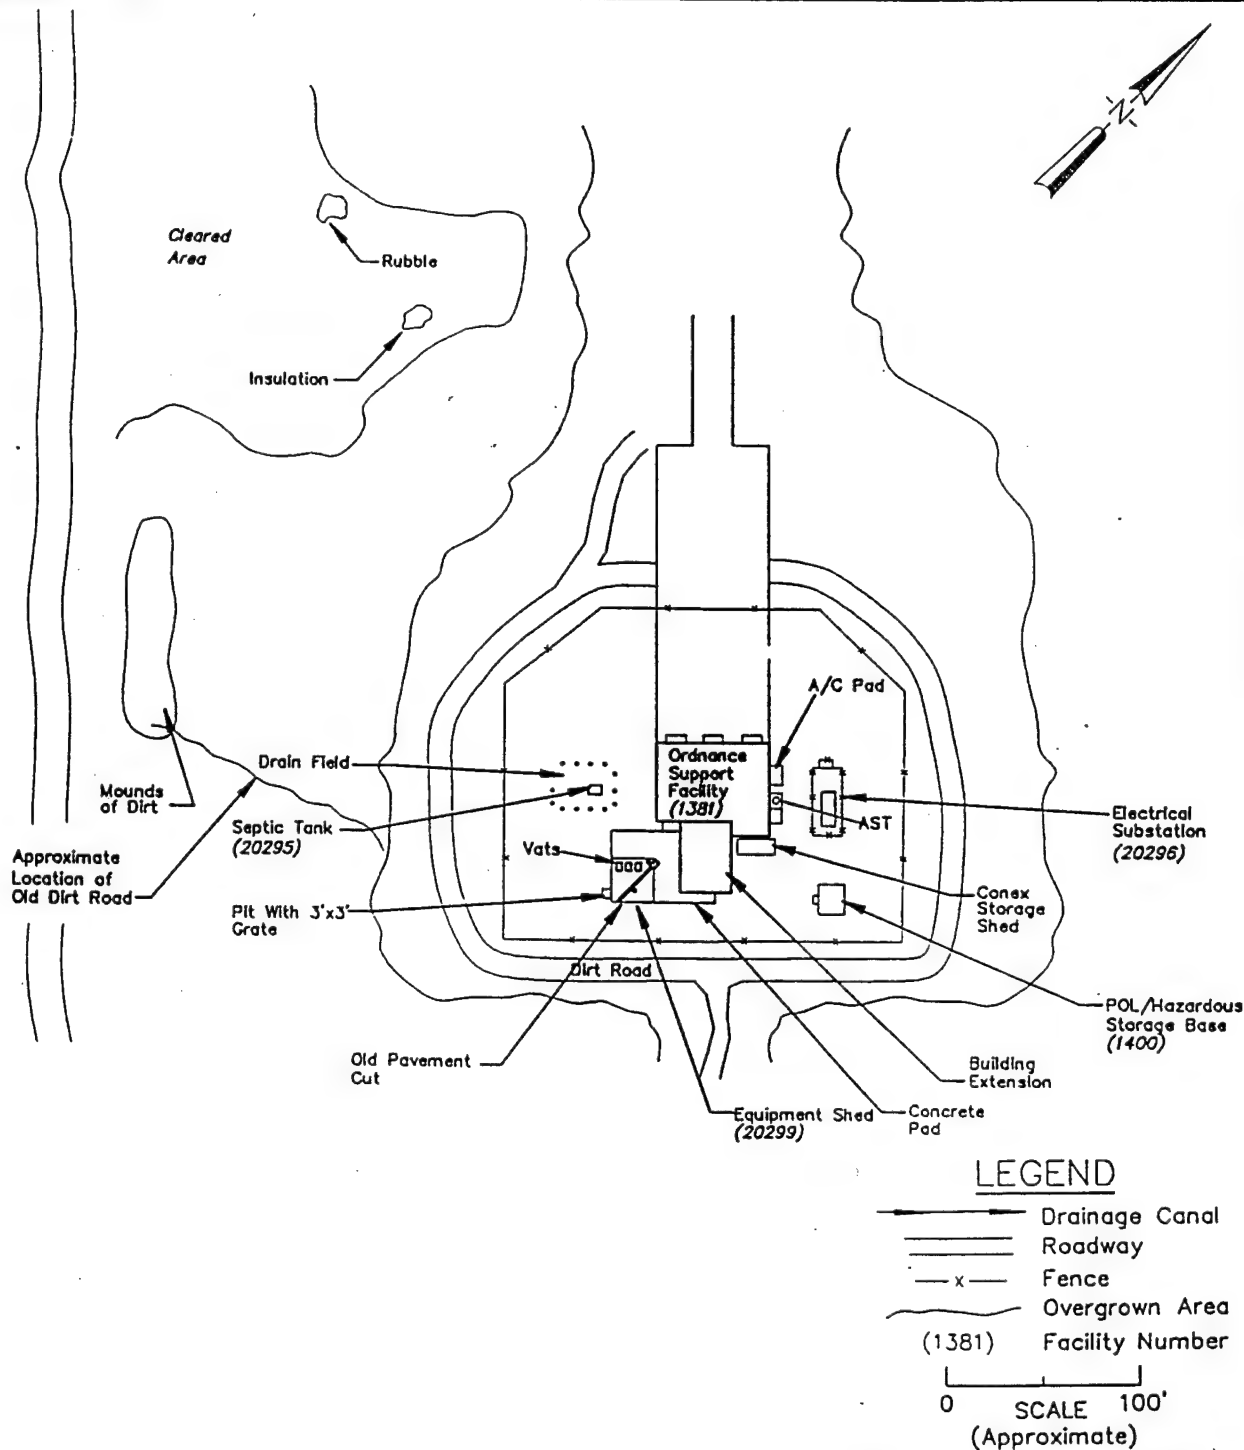 N
Cleared
Area
Rubble
Insulation
A/C Pad
Drain Field
Ordnance
Support
Facility
(1381)
Mounds
of Dirt
Septic Tank
(20295)
AST
Electrical
Substation
(20296)
Vats
Approximate
Location of
Old Dirt Road
Pit With 3'x3'
Grate
Conex
Storage
Shed
Dirt Road
POL/Hazardous
Storage Base
(1400)
Old Pavement
Cut
Building
Extension
Equipment Shed
(20299)
Concrete
Pad
LEGEND
Drainage Canal
Roadway
x Fence
Overgrown Area
(1381) Facility Number
0 SCALE 100'
(Approximate)